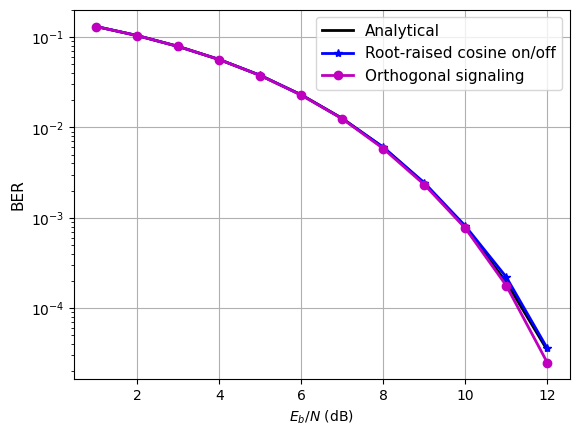 Analytical
Root-raised cosine on/off
Orthogonal signaling
BER
10⁻¹
10⁻²
10⁻³
10⁻⁴
2 4 6 8 10 12
E_b/N (dB)